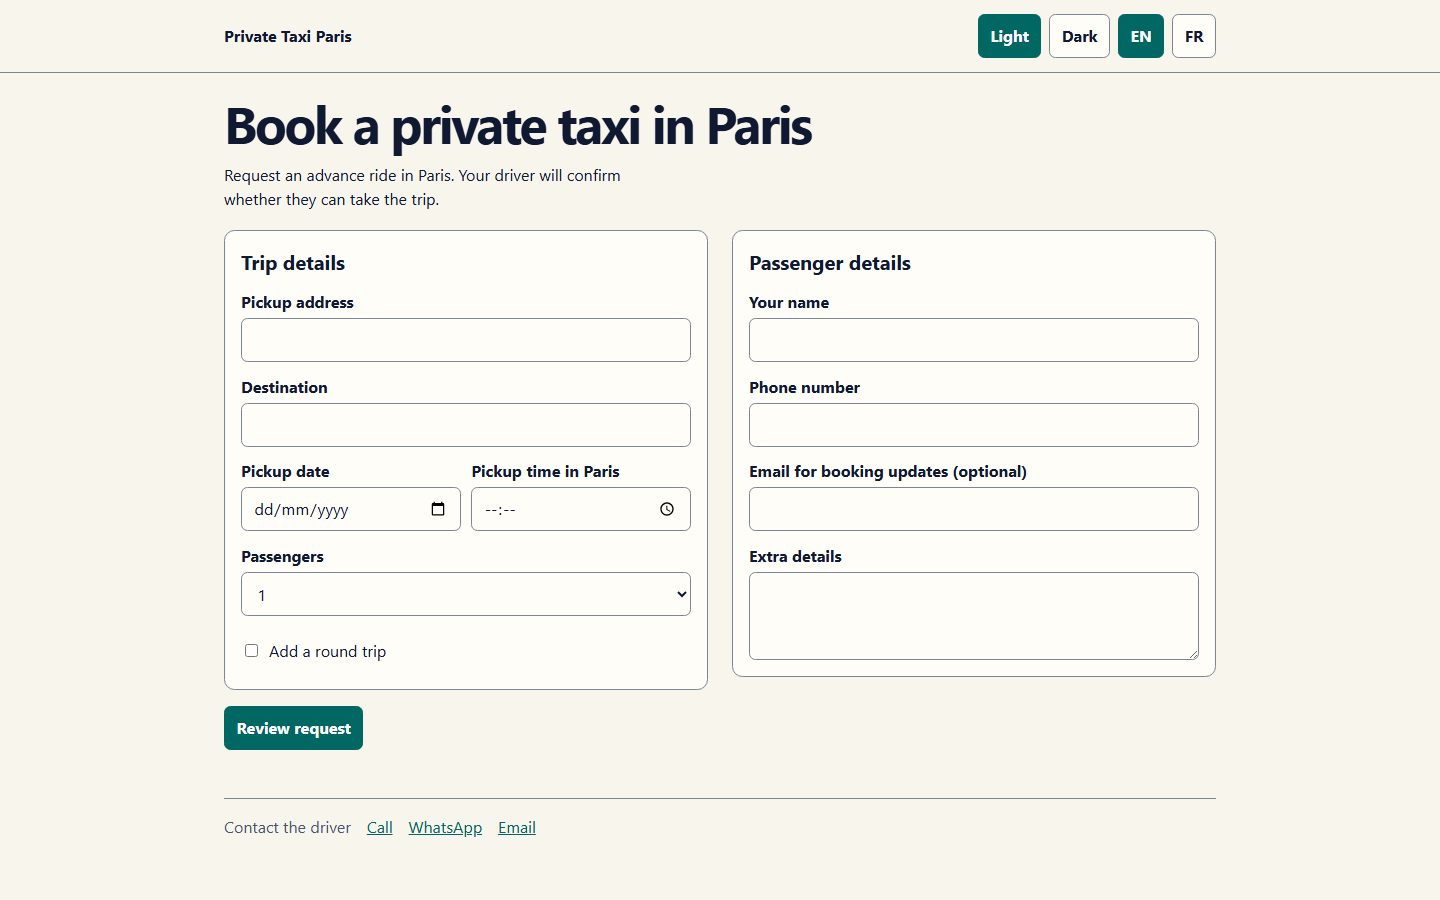 Private Taxi Paris
Light
Dark
EN
FR
Book a private taxi in Paris
Request an advance ride in Paris. Your driver will confirm
whether they can take the trip.
Trip details
Pickup address
Destination
Pickup date
Pickup time in Paris
dd/mm/yyyy
--:--
Passengers
1
Add a round trip
Passenger details
Your name
Phone number
Email for booking updates (optional)
Extra details
Review request
Contact the driver
Call
WhatsApp
Email